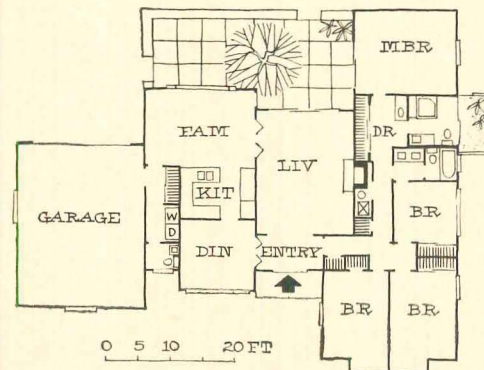 MBR
FAM
DR
LIV
KIT
GARAGE
W
D
BR
DIN
ENTRY
BR
BR
0 5 10 20 FT